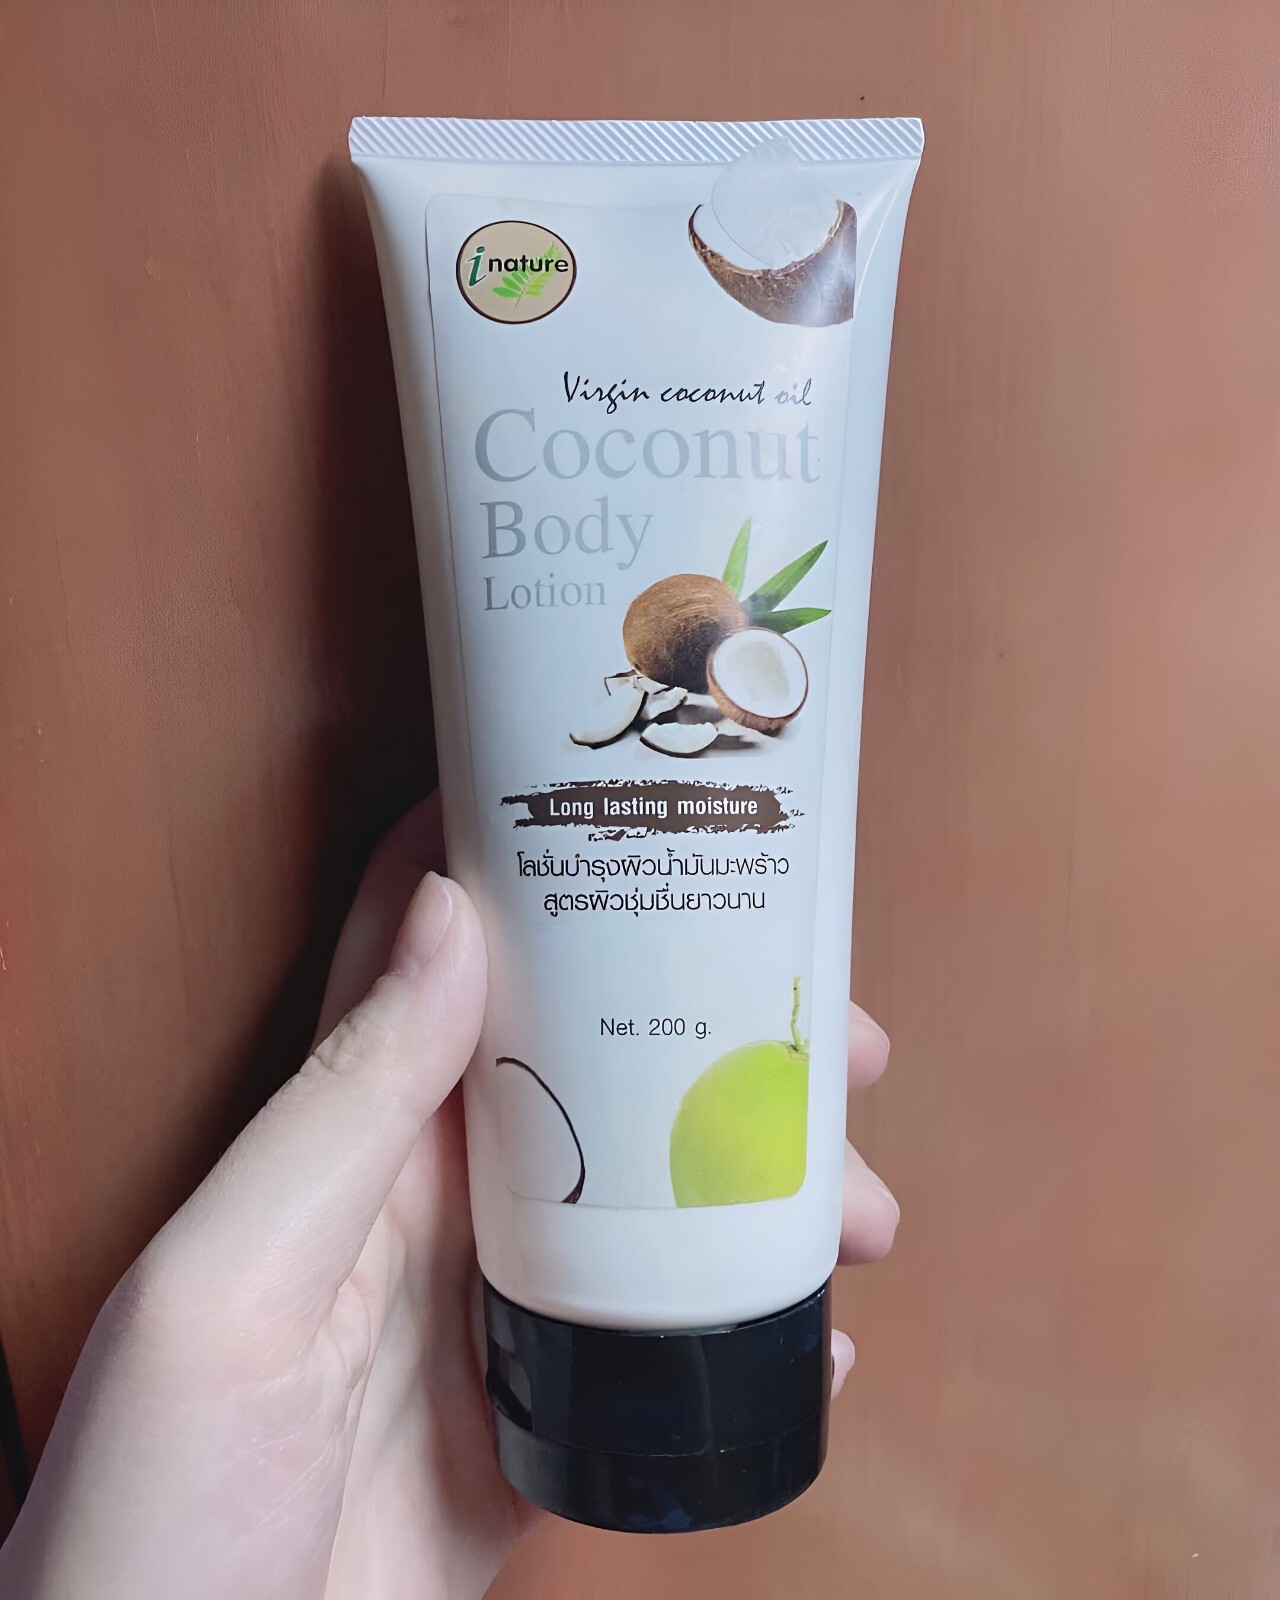 i nature
Virgin coconut oil
Coconut
Body
Lotion
Long lasting moisture
โลชั่นบำรุงผิวน้ำมันมะพร้าว
สูตรผิวชุ่มชื่นยาวนาน
Net. 200 g.